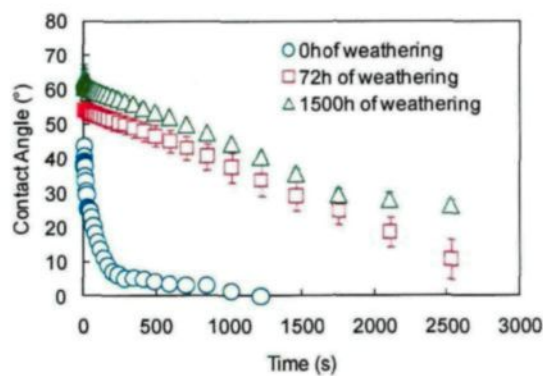 80
70
60
50
40
30
20
10
0
Contact Angle (°)
0hof weathering
72h of weathering
1500h of weathering
0 500 1000 1500 2000 2500 3000
Time (s)